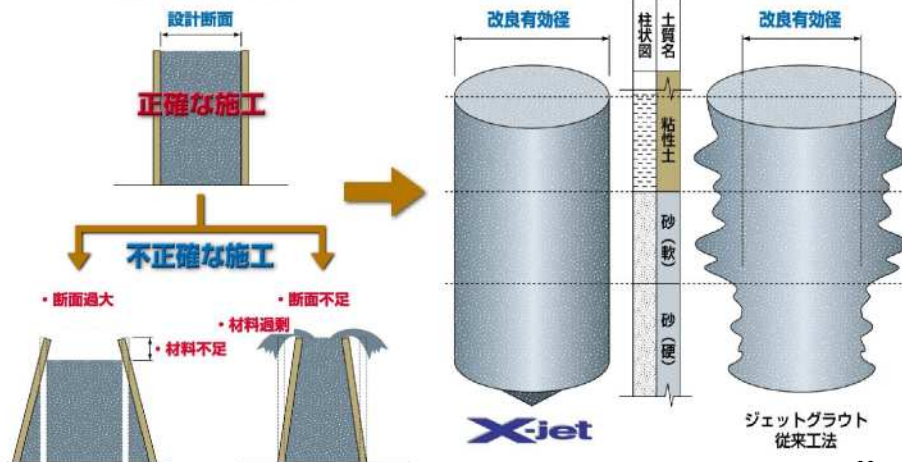 設計断面
正確な施工
不正確な施工
・断面過大
・材料不足
・断面不足
・材料過剰
改良有効径
柱状図
土質名
粘性土
砂（軟）
砂（硬）
改良有効径
X-jet
ジェットグラウト
従来工法